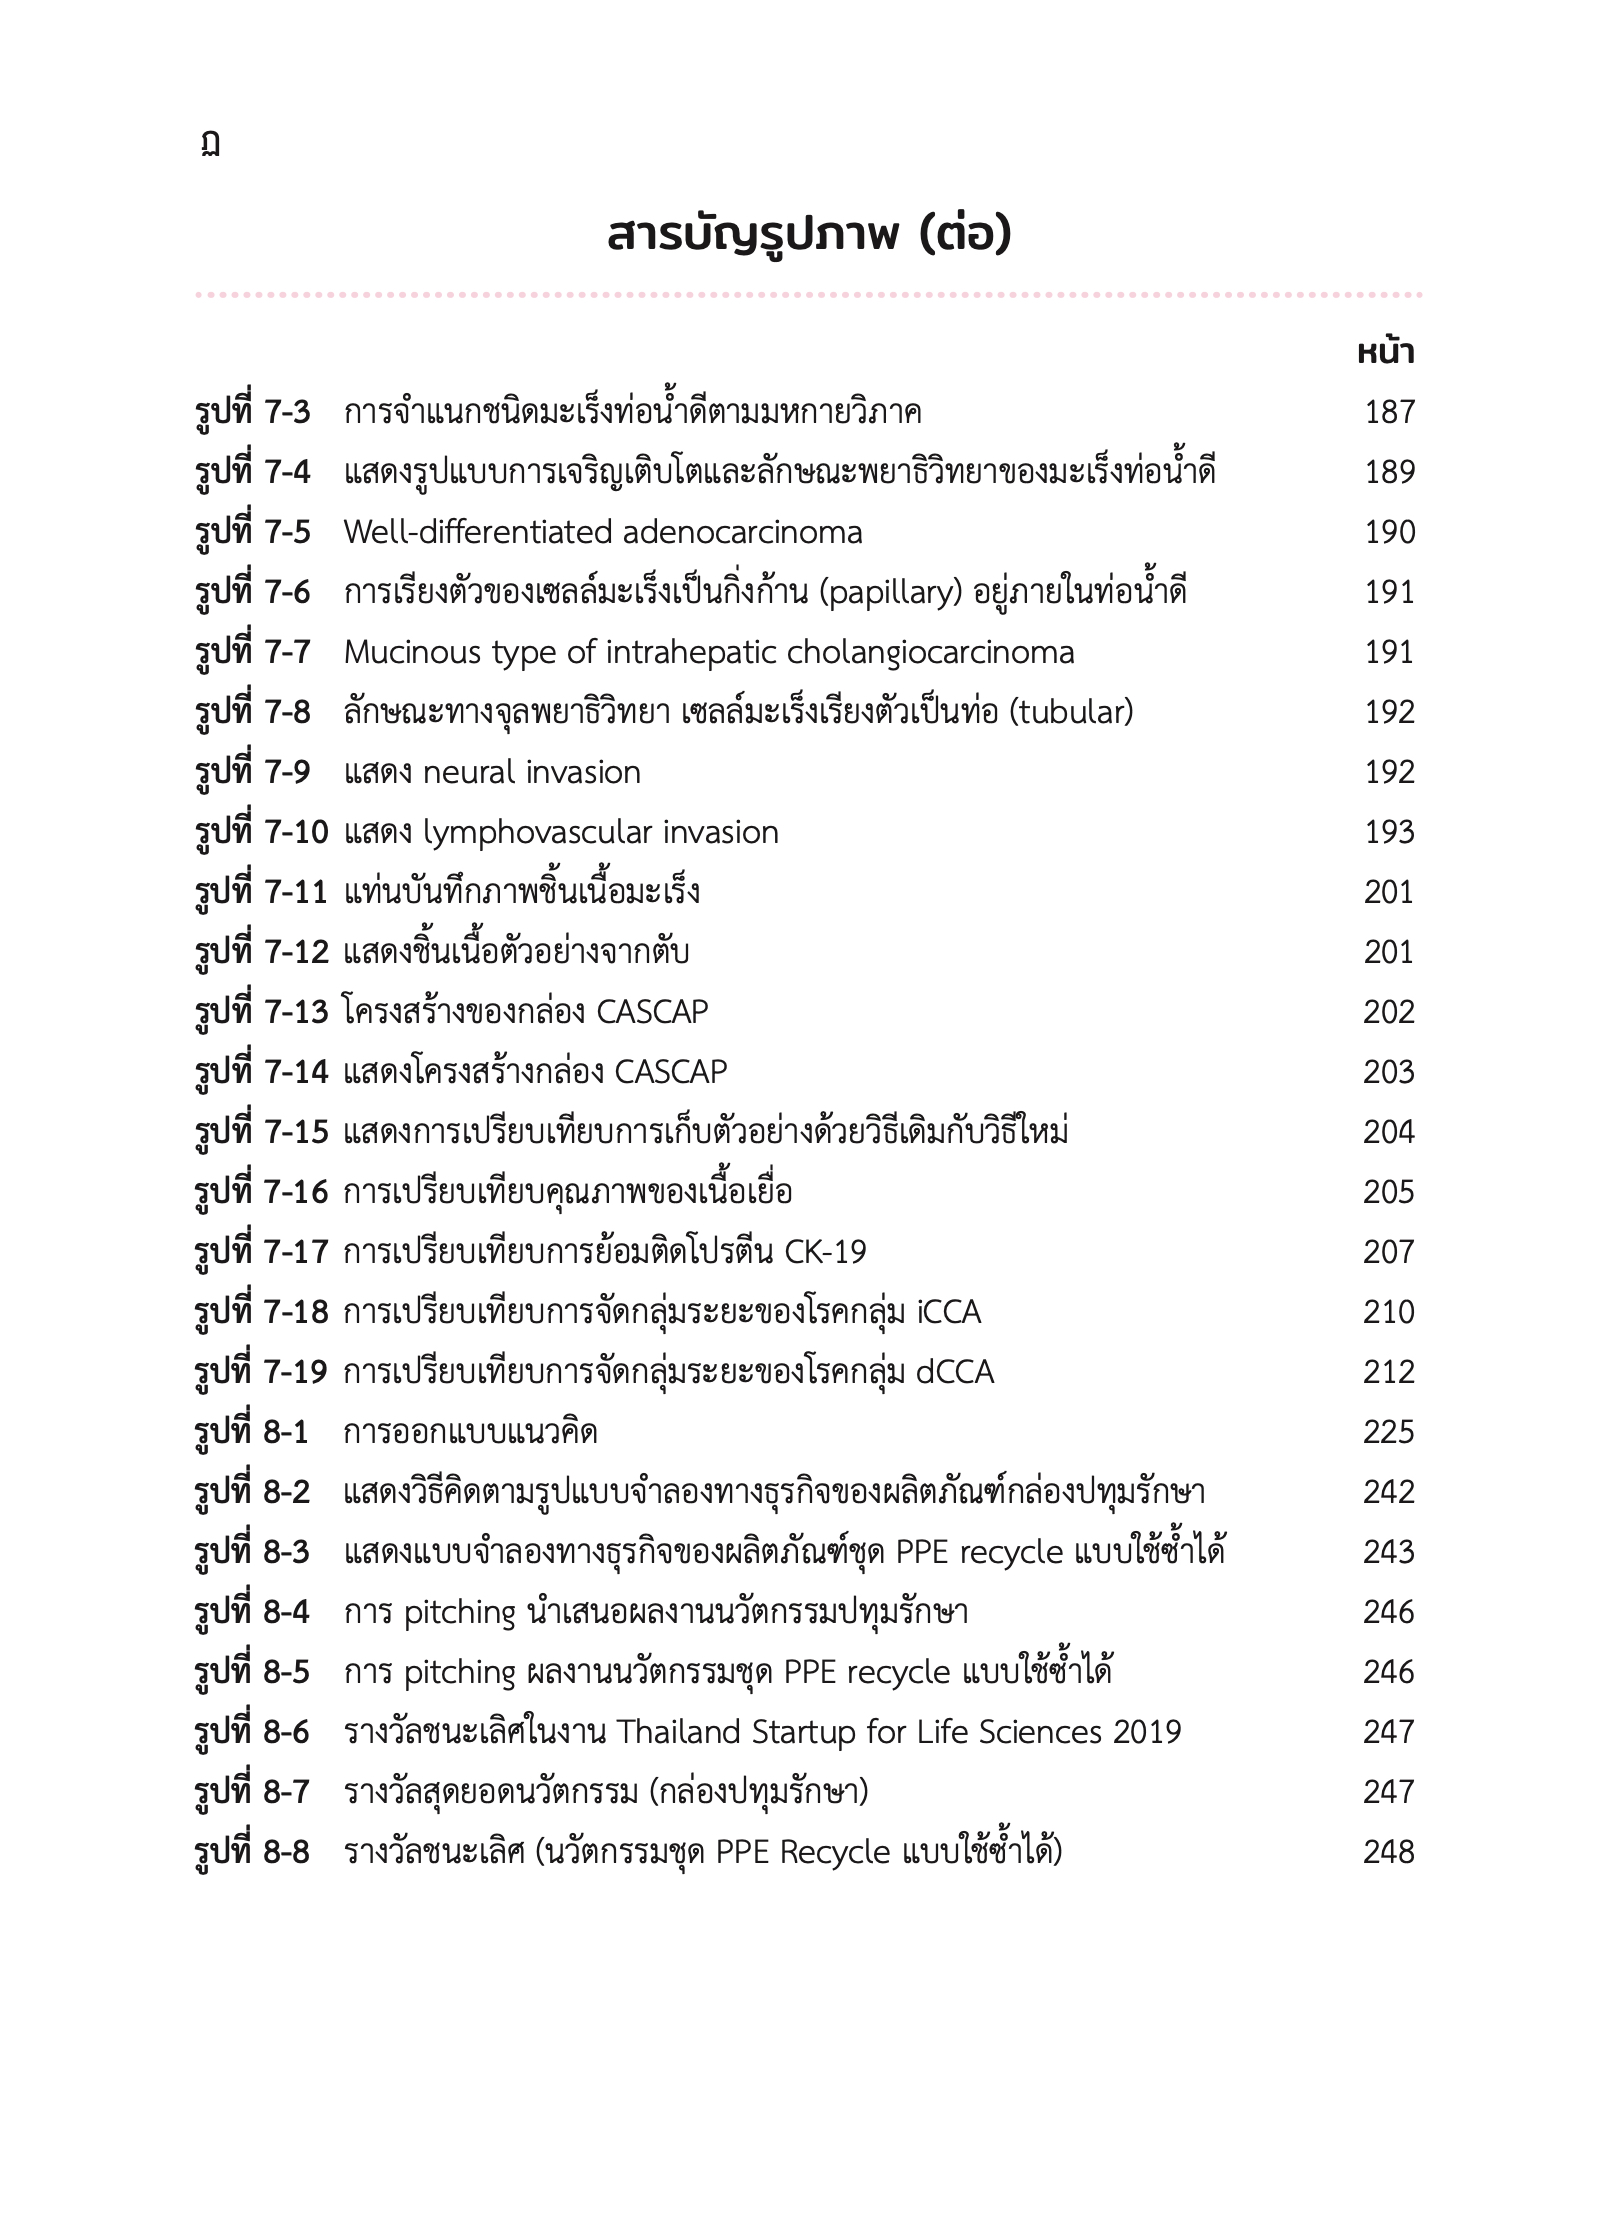 ฏ
สารบัญรูปภาพ (ต่อ)
หน้า
รูปที่ 7-3 การจำแนกชนิดมะเร็งท่อน้ำดีตามมหกายวิภาค 187
รูปที่ 7-4 แสดงรูปแบบการเจริญเติบโตและลักษณะพยาธิวิทยาของมะเร็งท่อน้ำดี 189
รูปที่ 7-5 Well-differentiated adenocarcinoma 190
รูปที่ 7-6 การเรียงตัวของเซลล์มะเร็งเป็นกิ่งก้าน (papillary) อยู่ภายในท่อน้ำดี 191
รูปที่ 7-7 Mucinous type of intrahepatic cholangiocarcinoma 191
รูปที่ 7-8 ลักษณะทางจุลพยาธิวิทยา เซลล์มะเร็งเรียงตัวเป็นท่อ (tubular) 192
รูปที่ 7-9 แสดง neural invasion 192
รูปที่ 7-10 แสดง lymphovascular invasion 193
รูปที่ 7-11 แท่นบันทึกภาพชิ้นเนื้อมะเร็ง 201
รูปที่ 7-12 แสดงชิ้นเนื้อตัวอย่างจากตับ 201
รูปที่ 7-13 โครงสร้างของกล่อง CASCAP 202
รูปที่ 7-14 แสดงโครงสร้างกล่อง CASCAP 203
รูปที่ 7-15 แสดงการเปรียบเทียบการเก็บตัวอย่างด้วยวิธีเดิมกับวิธีใหม่ 204
รูปที่ 7-16 การเปรียบเทียบคุณภาพของเนื้อเยื่อ 205
รูปที่ 7-17 การเปรียบเทียบการย้อมติดโปรตีน CK-19 207
รูปที่ 7-18 การเปรียบเทียบการจัดกลุ่มระยะของโรคกลุ่ม iCCA 210
รูปที่ 7-19 การเปรียบเทียบการจัดกลุ่มระยะของโรคกลุ่ม dCCA 212
รูปที่ 8-1 การออกแบบแนวคิด 225
รูปที่ 8-2 แสดงวิธีคิดตามรูปแบบจำลองทางธุรกิจของผลิตภัณฑ์กล่องปทุมรักษา 242
รูปที่ 8-3 แสดงแบบจำลองทางธุรกิจของผลิตภัณฑ์ชุด PPE recycle แบบใช้ซ้ำได้ 243
รูปที่ 8-4 การ pitching นำเสนอผลงานนวัตกรรมปทุมรักษา 246
รูปที่ 8-5 การ pitching ผลงานนวัตกรรมชุด PPE recycle แบบใช้ซ้ำได้ 246
รูปที่ 8-6 รางวัลชนะเลิศในงาน Thailand Startup for Life Sciences 2019 247
รูปที่ 8-7 รางวัลสุดยอดนวัตกรรม (กล่องปทุมรักษา) 247
รูปที่ 8-8 รางวัลชนะเลิศ (นวัตกรรมชุด PPE Recycle แบบใช้ซ้ำได้) 248